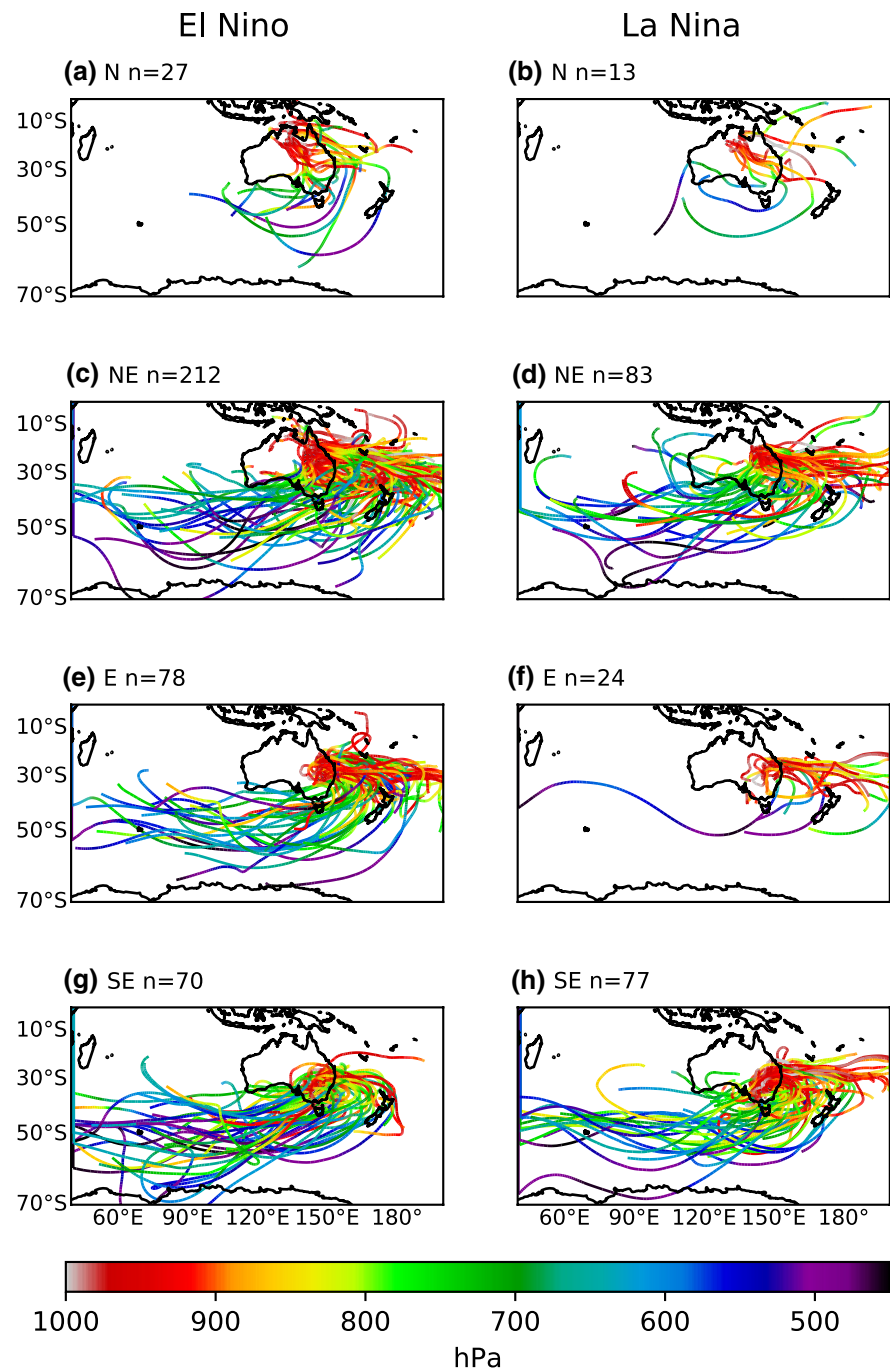 El Nino La Nina
(a) N n=27 (b) N n=13
10°S
30°S
50°S
70°S
(c) NE n=212 (d) NE n=83
10°S
30°S
50°S
70°S
(e) E n=78 (f) E n=24
10°S
30°S
50°S
70°S
(g) SE n=70 (h) SE n=77
10°S
30°S
50°S
70°S
60°E 90°E 120°E 150°E 180° 60°E 90°E 120°E 150°E 180°
1000 900 800 700 600 500
hPa